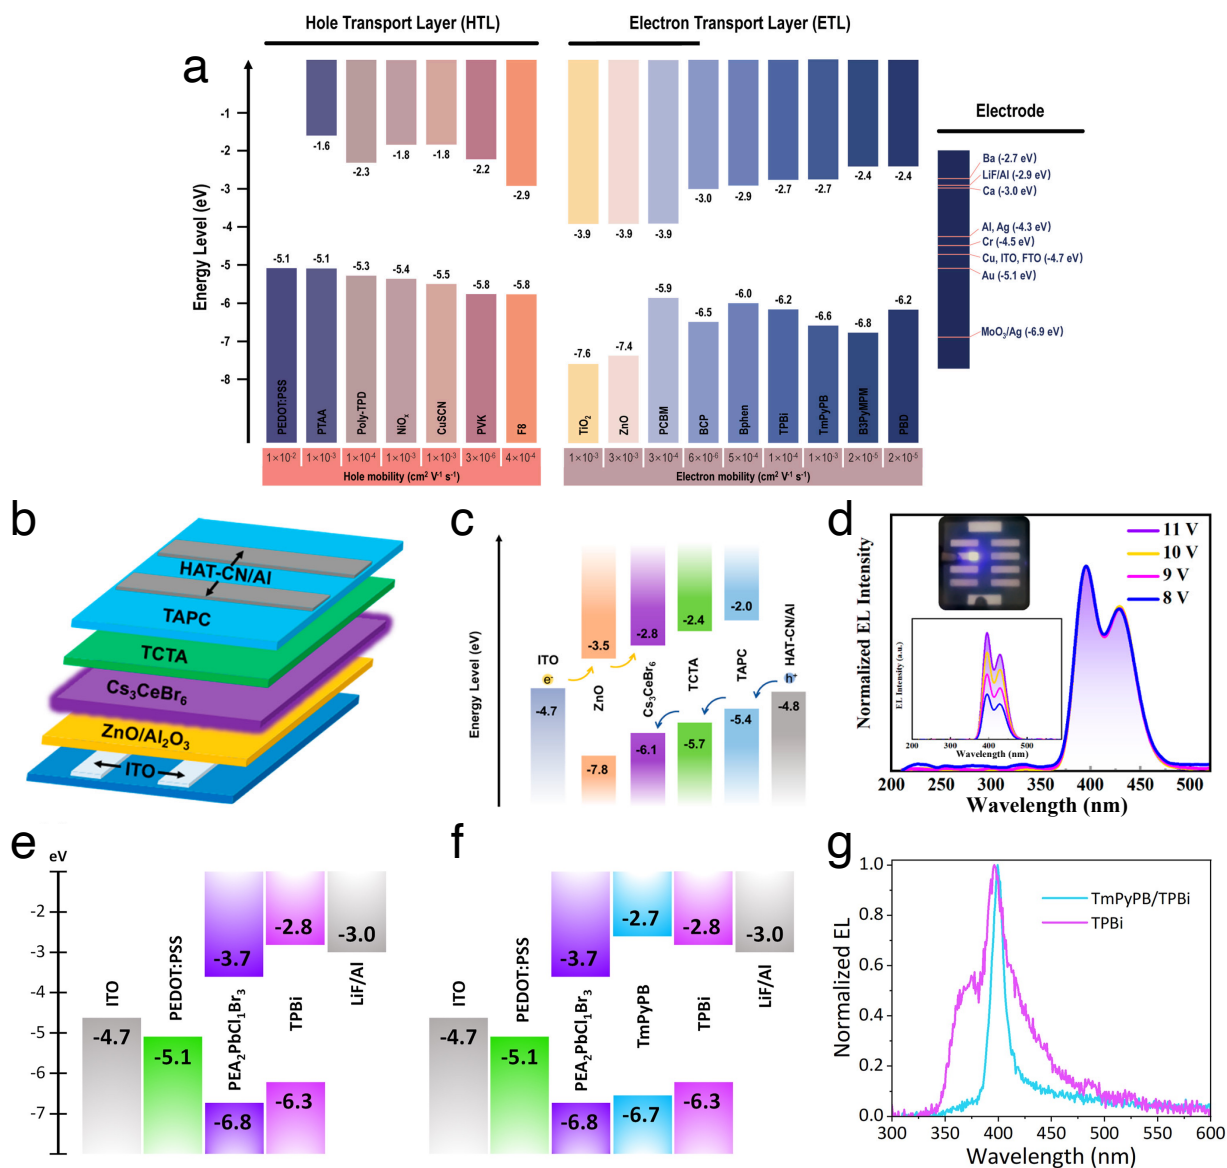 Hole Transport Layer (HTL)
Electron Transport Layer (ETL)
a
Electrode
Energy Level (eV)
-1
-2
-3
-4
-5
-6
-7
-8
-1.6
-2.3
-1.8
-1.8
-2.2
-2.9
-5.1
-5.1
-5.3
-5.4
-5.5
-5.8
-5.8
PEDOT:PSS
PTAA
Poly-TPD
NiOₓ
CuSCN
PVK
F8
1×10⁻² 1×10⁻³ 1×10⁻⁴ 1×10⁻³ 1×10⁻³ 3×10⁻⁶ 4×10⁻⁴
Hole mobility (cm² V⁻¹ s⁻¹)
-3.9
-3.9
-3.9
-3.0
-2.9
-2.7
-2.7
-2.4
-2.4
-7.6
-7.4
-5.9
-6.5
-6.0
-6.2
-6.6
-6.8
-6.2
TiO₂
ZnO
PCBM
BCP
Bphen
TPBi
TmPyPB
B3PyMPM
PBD
1×10⁻³ 3×10⁻³ 3×10⁻⁴ 6×10⁻⁶ 5×10⁻⁴ 1×10⁻⁴ 1×10⁻³ 2×10⁻⁵ 2×10⁻⁵
Electron mobility (cm² V⁻¹ s⁻¹)
Ba (-2.7 eV)
LiF/Al (-2.9 eV)
Ca (-3.0 eV)
Al, Ag (-4.3 eV)
Cr (-4.5 eV)
Cu, ITO, FTO (-4.7 eV)
Au (-5.1 eV)
MoO₃/Ag (-6.9 eV)
b
HAT-CN/Al
TAPC
TCTA
Cs₃CeBr₆
ZnO/Al₂O₃
ITO
c
Energy Level (eV)
ITO
e⁻
-4.7
-3.5
ZnO
-7.8
-2.8
Cs₃CeBr₆
-6.1
-2.4
TCTA
-5.7
-2.0
TAPC
-5.4
HAT-CN/Al
h⁺
-4.8
d
Normalized EL Intensity
11 V
10 V
9 V
8 V
EL Intensity (a.u.)
200 300 400 500
Wavelength (nm)
200 250 300 350 400 450 500
Wavelength (nm)
e
eV
-2
-3
-4
-5
-6
-7
ITO
-4.7
PEDOT:PSS
-5.1
-3.7
PEA₂PbCl₁Br₃
-6.8
-2.8
TPBi
-6.3
-3.0
LiF/Al
f
ITO
-4.7
PEDOT:PSS
-5.1
-3.7
PEA₂PbCl₁Br₃
-6.8
-2.7
TmPyPB
-6.7
-2.8
TPBi
-6.3
-3.0
LiF/Al
g
Normalized EL
1.0
0.8
0.6
0.4
0.2
0.0
TmPyPB/TPBi
TPBi
300 350 400 450 500 550 600
Wavelength (nm)